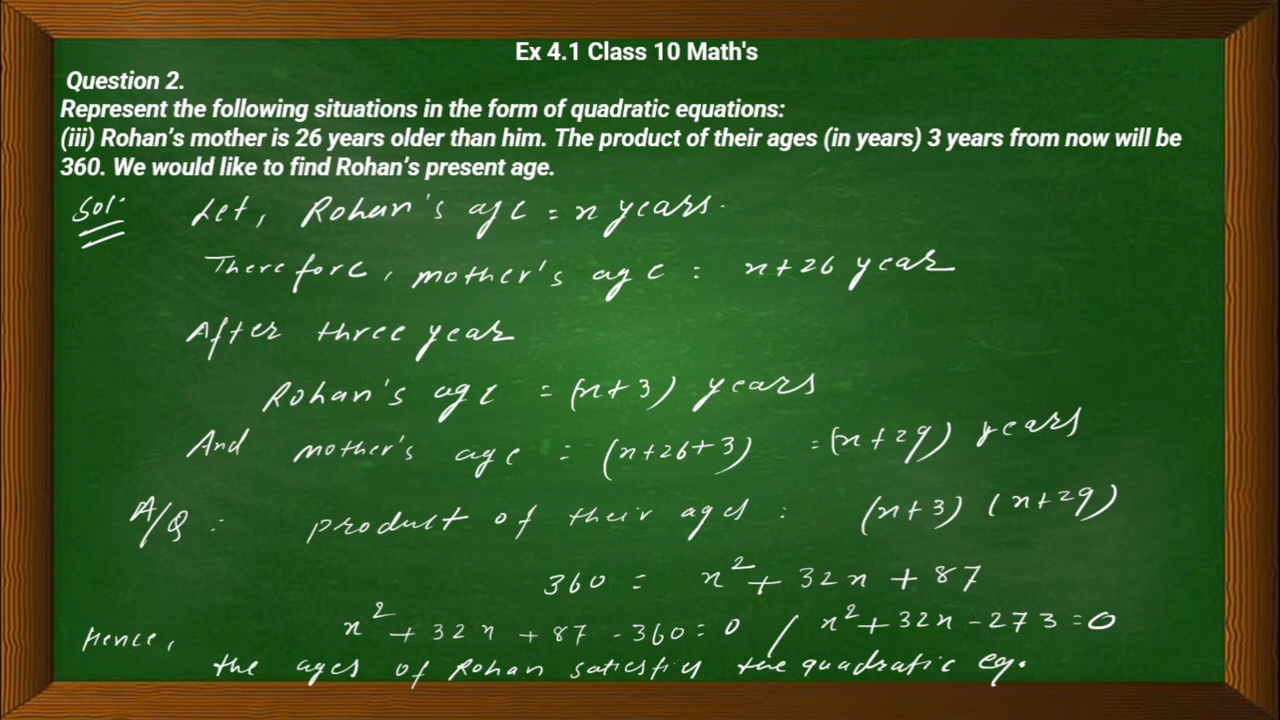 Ex 4.1 Class 10 Math's
Question 2.
Represent the following situations in the form of quadratic equations:
(iii) Rohan's mother is 26 years older than him. The product of their ages (in years) 3 years from now will be
360. We would like to find Rohan's present age.
Sol: Let, Rohan's age = x years.
Therefore, mother's age = x+26 year
After three year
Rohan's age = (x+3) years
And mother's age = (x+26+3) = (x+29) years
A/Q: product of their ages = (x+3) (x+29)
360 = x² + 32x + 87
x² + 32x + 87 - 360 = 0 / x² + 32x - 273 = 0
Hence,
the ages of Rohan satisfies the quadratic eq.